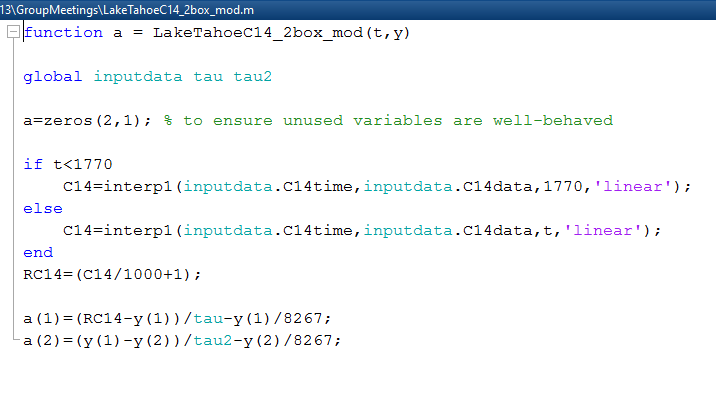 13\GroupMeetings\LakeTahoeC14_2box_mod.m
function a = LakeTahoeC14_2box_mod(t,y)
global inputdata tau tau2
a=zeros(2,1); % to ensure unused variables are well-behaved
if t<1770
    C14=interp1(inputdata.C14time,inputdata.C14data,1770,'linear');
else
    C14=interp1(inputdata.C14time,inputdata.C14data,t,'linear');
end
RC14=(C14/1000+1);
a(1)=(RC14-y(1))/tau-y(1)/8267;
a(2)=(y(1)-y(2))/tau2-y(2)/8267;